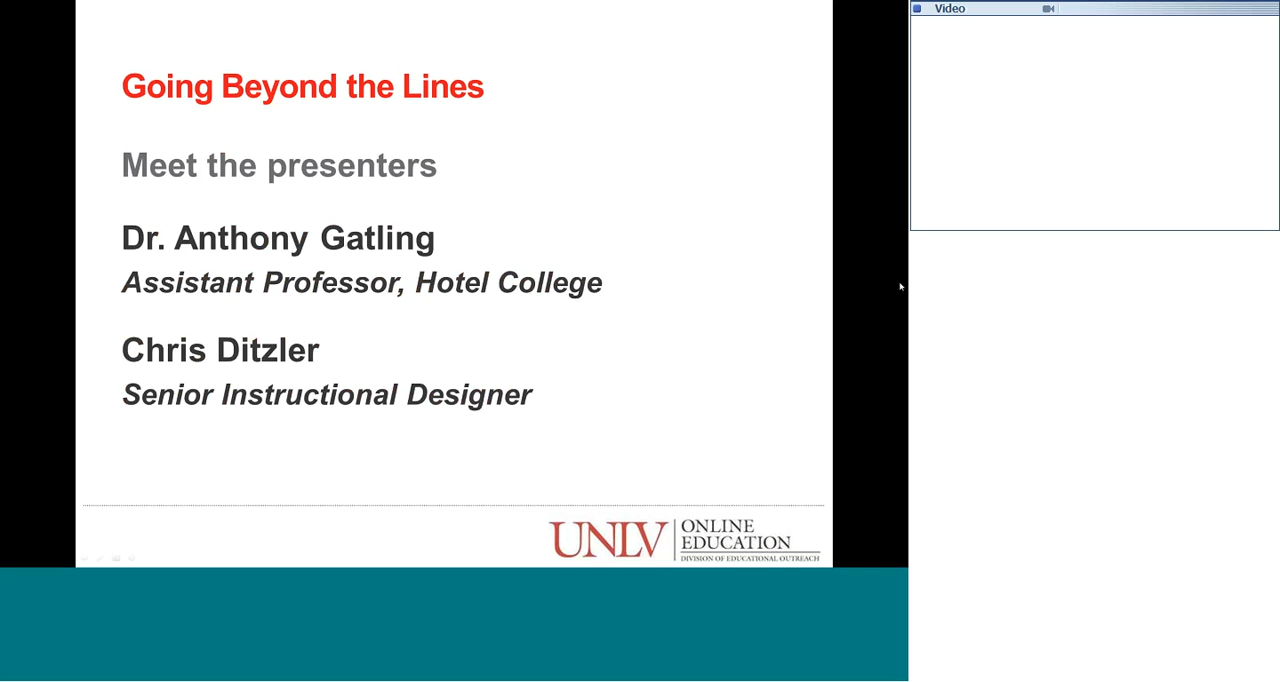 Video
Going Beyond the Lines
Meet the presenters
Dr. Anthony Gatling
Assistant Professor, Hotel College
Chris Ditzler
Senior Instructional Designer
UNLV
ONLINE
EDUCATION
DIVISION OF EDUCATIONAL OUTREACH